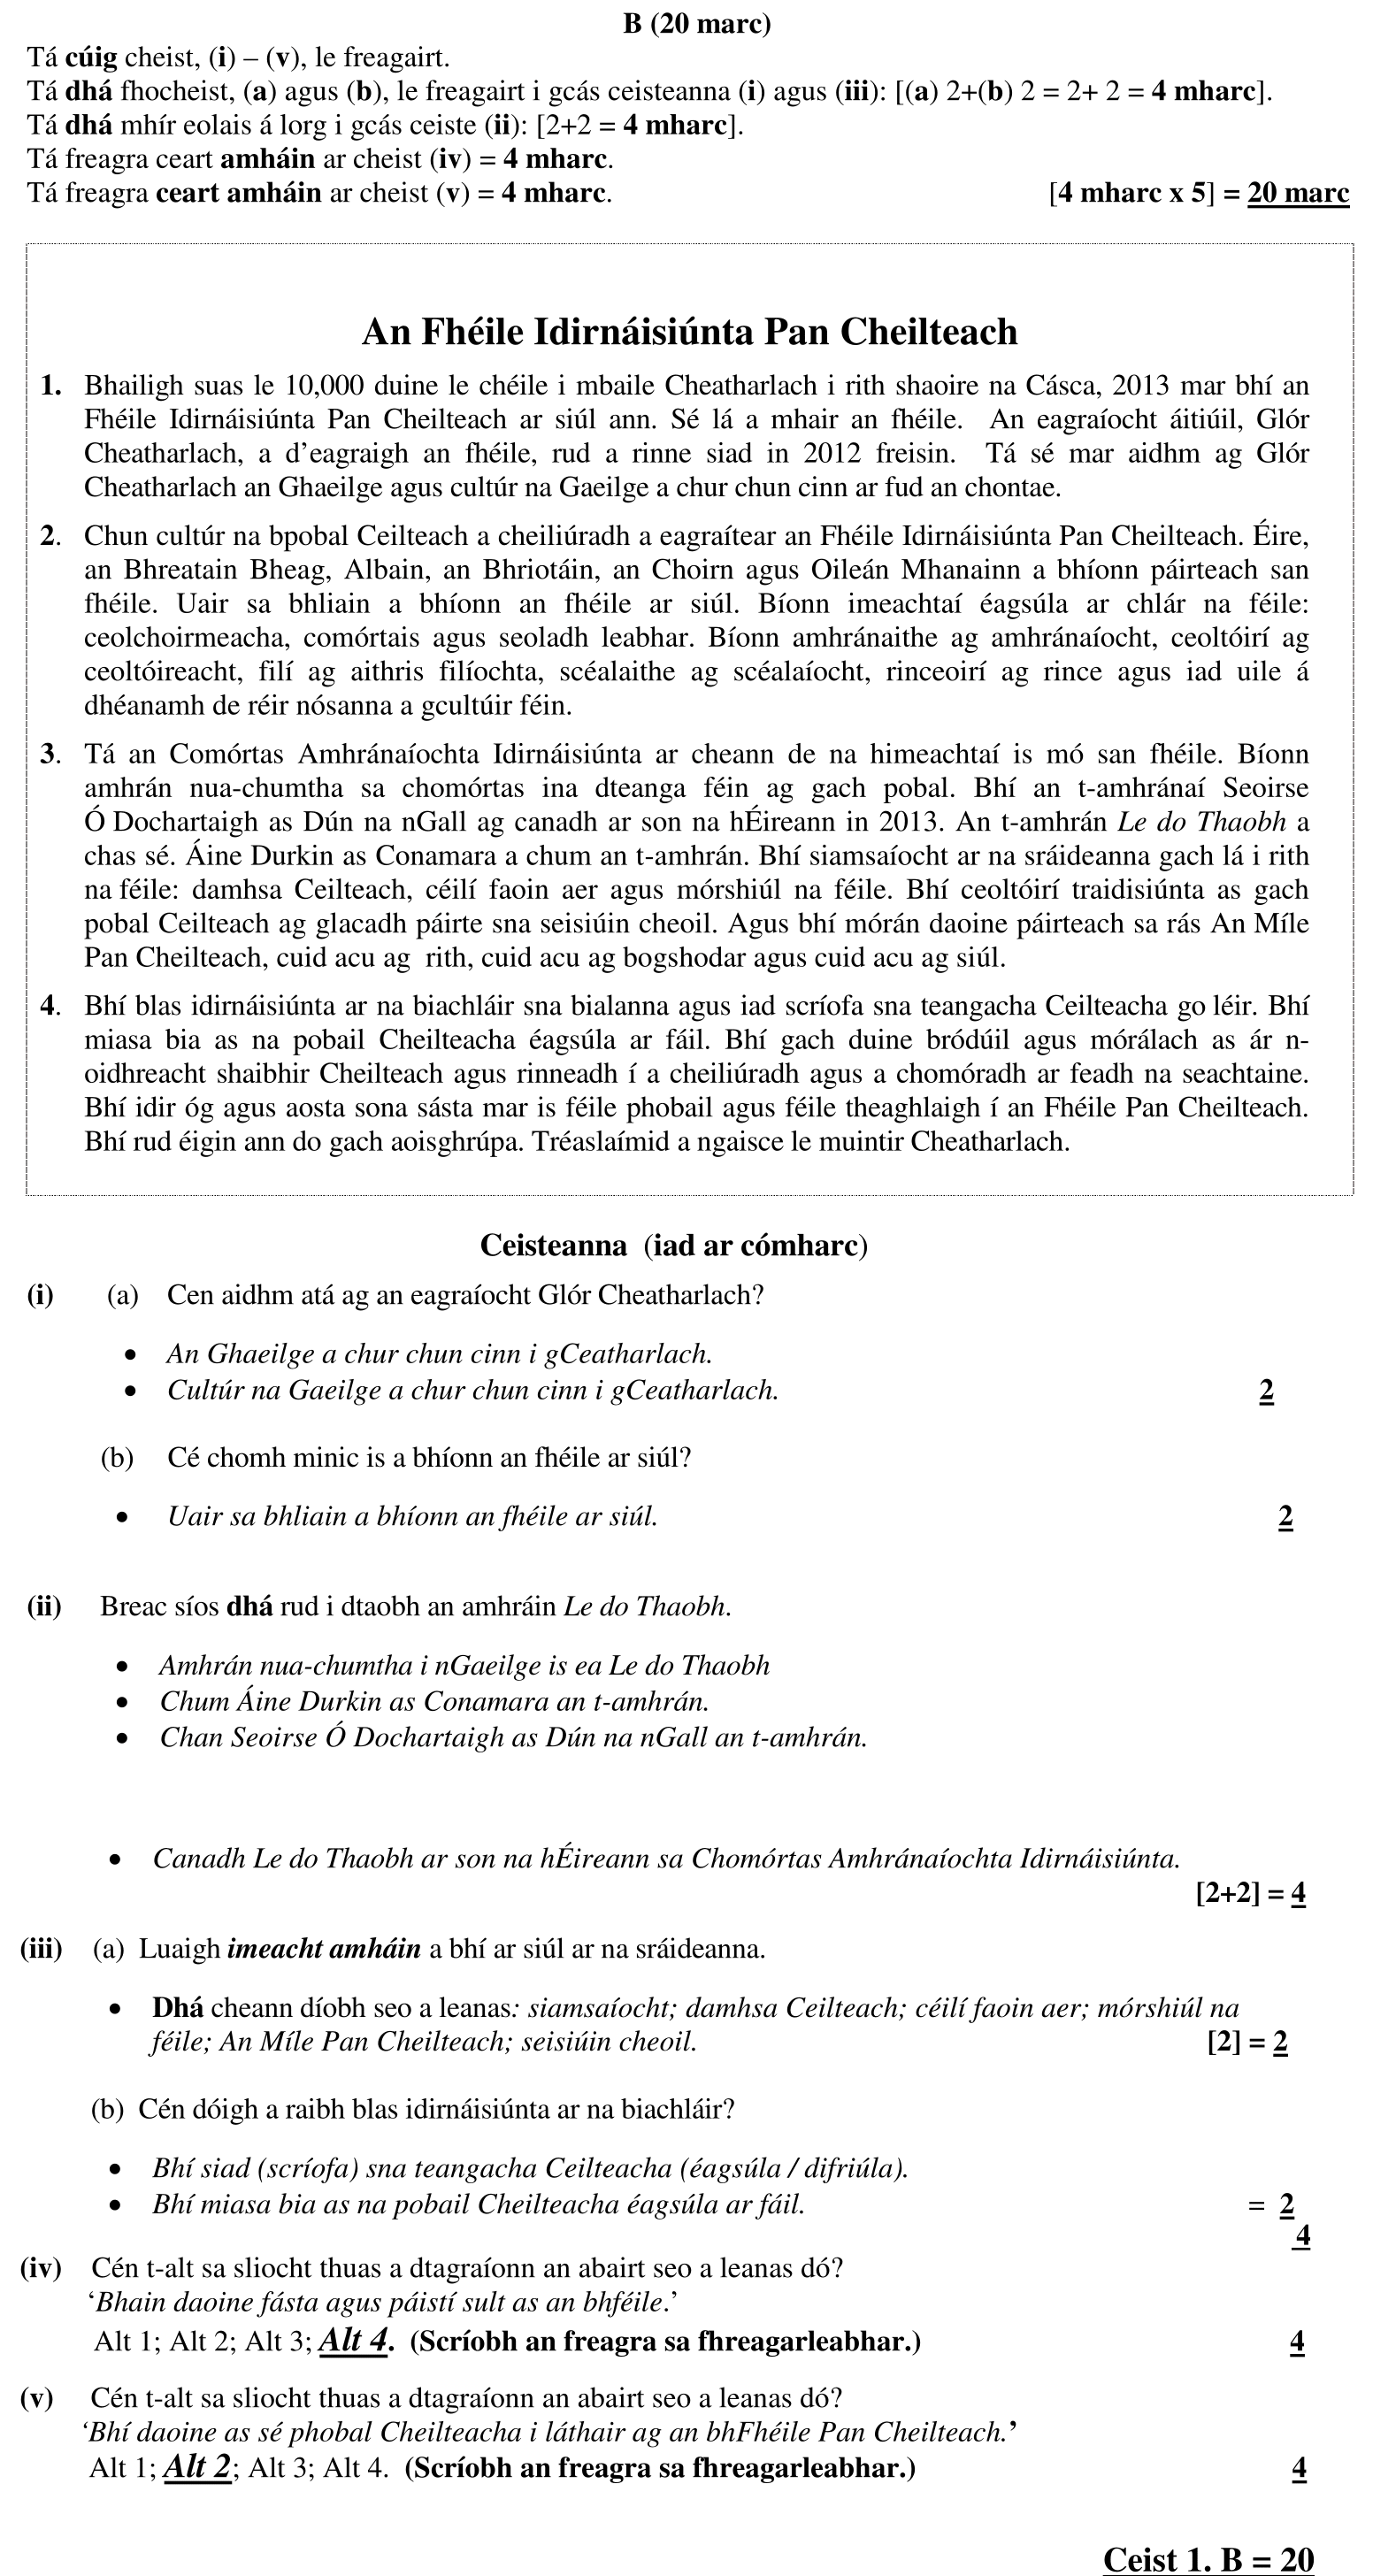 B (20 marc)
Tá cúig cheist, (i) – (v), le freagairt.
Tá dhá fhocheist, (a) agus (b), le freagairt i gcás ceisteanna (i) agus (iii): [(a) 2+(b) 2 = 2+ 2 = 4 mharc].
Tá dhá mhír eolais á lorg i gcás ceiste (ii): [2+2 = 4 mharc].
Tá freagra ceart amháin ar cheist (iv) = 4 mharc.
Tá freagra ceart amháin ar cheist (v) = 4 mharc. [4 mharc x 5] = 20 marc
An Fhéile Idirnáisiúnta Pan Cheilteach
1. Bhailigh suas le 10,000 duine le chéile i mbaile Cheatharlach i rith shaoire na Cásca, 2013 mar bhí an
Fhéile Idirnáisiúnta Pan Cheilteach ar siúl ann. Sé lá a mhair an fhéile. An eagraíocht áitiúil, Glór
Cheatharlach, a d'eagraigh an fhéile, rud a rinne siad in 2012 freisin. Tá sé mar aidhm ag Glór
Cheatharlach an Ghaeilge agus cultúr na Gaeilge a chur chun cinn ar fud an chontae.
2. Chun cultúr na bpobal Ceilteach a cheiliúradh a eagraítear an Fhéile Idirnáisiúnta Pan Cheilteach. Éire,
an Bhreatain Bheag, Albain, an Bhriotáin, an Choirn agus Oileán Mhanainn a bhíonn páirteach san
fhéile. Uair sa bhliain a bhíonn an fhéile ar siúl. Bíonn imeachtaí éagsúla ar chlár na féile:
ceolchoirmeacha, comórtais agus seoladh leabhar. Bíonn amhránaithe ag amhránaíocht, ceoltóirí ag
ceoltóireacht, filí ag aithris filíochta, scéalaithe ag scéalaíocht, rinceoirí ag rince agus iad uile á
dhéanamh de réir nósanna a gcultúir féin.
3. Tá an Comórtas Amhránaíochta Idirnáisiúnta ar cheann de na himeachtaí is mó san fhéile. Bíonn
amhrán nua-chumtha sa chomórtas ina dteanga féin ag gach pobal. Bhí an t-amhránaí Seoirse
Ó Dochartaigh as Dún na nGall ag canadh ar son na hÉireann in 2013. An t-amhrán Le do Thaobh a
chas sé. Áine Durkin as Conamara a chum an t-amhrán. Bhí siamsaíocht ar na sráideanna gach lá i rith
na féile: damhsa Ceilteach, céilí faoin aer agus mórshiúl na féile. Bhí ceoltóirí traidisiúnta as gach
pobal Ceilteach ag glacadh páirte sna seisiúin cheoil. Agus bhí mórán daoine páirteach sa rás An Míle
Pan Cheilteach, cuid acu ag rith, cuid acu ag bogshodar agus cuid acu ag siúl.
4. Bhí blas idirnáisiúnta ar na biachláir sna bialanna agus iad scríofa sna teangacha Ceilteacha go léir. Bhí
miasa bia as na pobail Cheilteacha éagsúla ar fáil. Bhí gach duine bródúil agus mórálach as ár n-
oidhreacht shaibhir Cheilteach agus rinneadh í a cheiliúradh agus a chomóradh ar feadh na seachtaine.
Bhí idir óg agus aosta sona sásta mar is féile phobail agus féile theaghlaigh í an Fhéile Pan Cheilteach.
Bhí rud éigin ann do gach aoisghrúpa. Tréaslaímid a ngaisce le muintir Cheatharlach.
Ceisteanna (iad ar cómharc)
(i) (a) Cen aidhm atá ag an eagraíocht Glór Cheatharlach?
• An Ghaeilge a chur chun cinn i gCeatharlach.
• Cultúr na Gaeilge a chur chun cinn i gCeatharlach. 2
(b) Cé chomh minic is a bhíonn an fhéile ar siúl?
• Uair sa bhliain a bhíonn an fhéile ar siúl. 2
(ii) Breac síos dhá rud i dtaobh an amhráin Le do Thaobh.
• Amhrán nua-chumtha i nGaeilge is ea Le do Thaobh
• Chum Áine Durkin as Conamara an t-amhrán.
• Chan Seoirse Ó Dochartaigh as Dún na nGall an t-amhrán.
• Canadh Le do Thaobh ar son na hÉireann sa Chomórtas Amhránaíochta Idirnáisiúnta.
[2+2] = 4
(iii) (a) Luaigh imeacht amháin a bhí ar siúl ar na sráideanna.
• Dhá cheann díobh seo a leanas: siamsaíocht; damhsa Ceilteach; céilí faoin aer; mórshiúl na
féile; An Míle Pan Cheilteach; seisiúin cheoil. [2] = 2
(b) Cén dóigh a raibh blas idirnáisiúnta ar na biachláir?
• Bhí siad (scríofa) sna teangacha Ceilteacha (éagsúla / difriúla).
• Bhí miasa bia as na pobail Cheilteacha éagsúla ar fáil. = 2
4
(iv) Cén t-alt sa sliocht thuas a dtagraíonn an abairt seo a leanas dó?
'Bhain daoine fásta agus páistí sult as an bhféile.'
Alt 1; Alt 2; Alt 3; Alt 4. (Scríobh an freagra sa fhreagarleabhar.) 4
(v) Cén t-alt sa sliocht thuas a dtagraíonn an abairt seo a leanas dó?
'Bhí daoine as sé phobal Cheilteacha i láthair ag an bhFhéile Pan Cheilteach.'
Alt 1; Alt 2; Alt 3; Alt 4. (Scríobh an freagra sa fhreagarleabhar.) 4
Ceist 1. B = 20